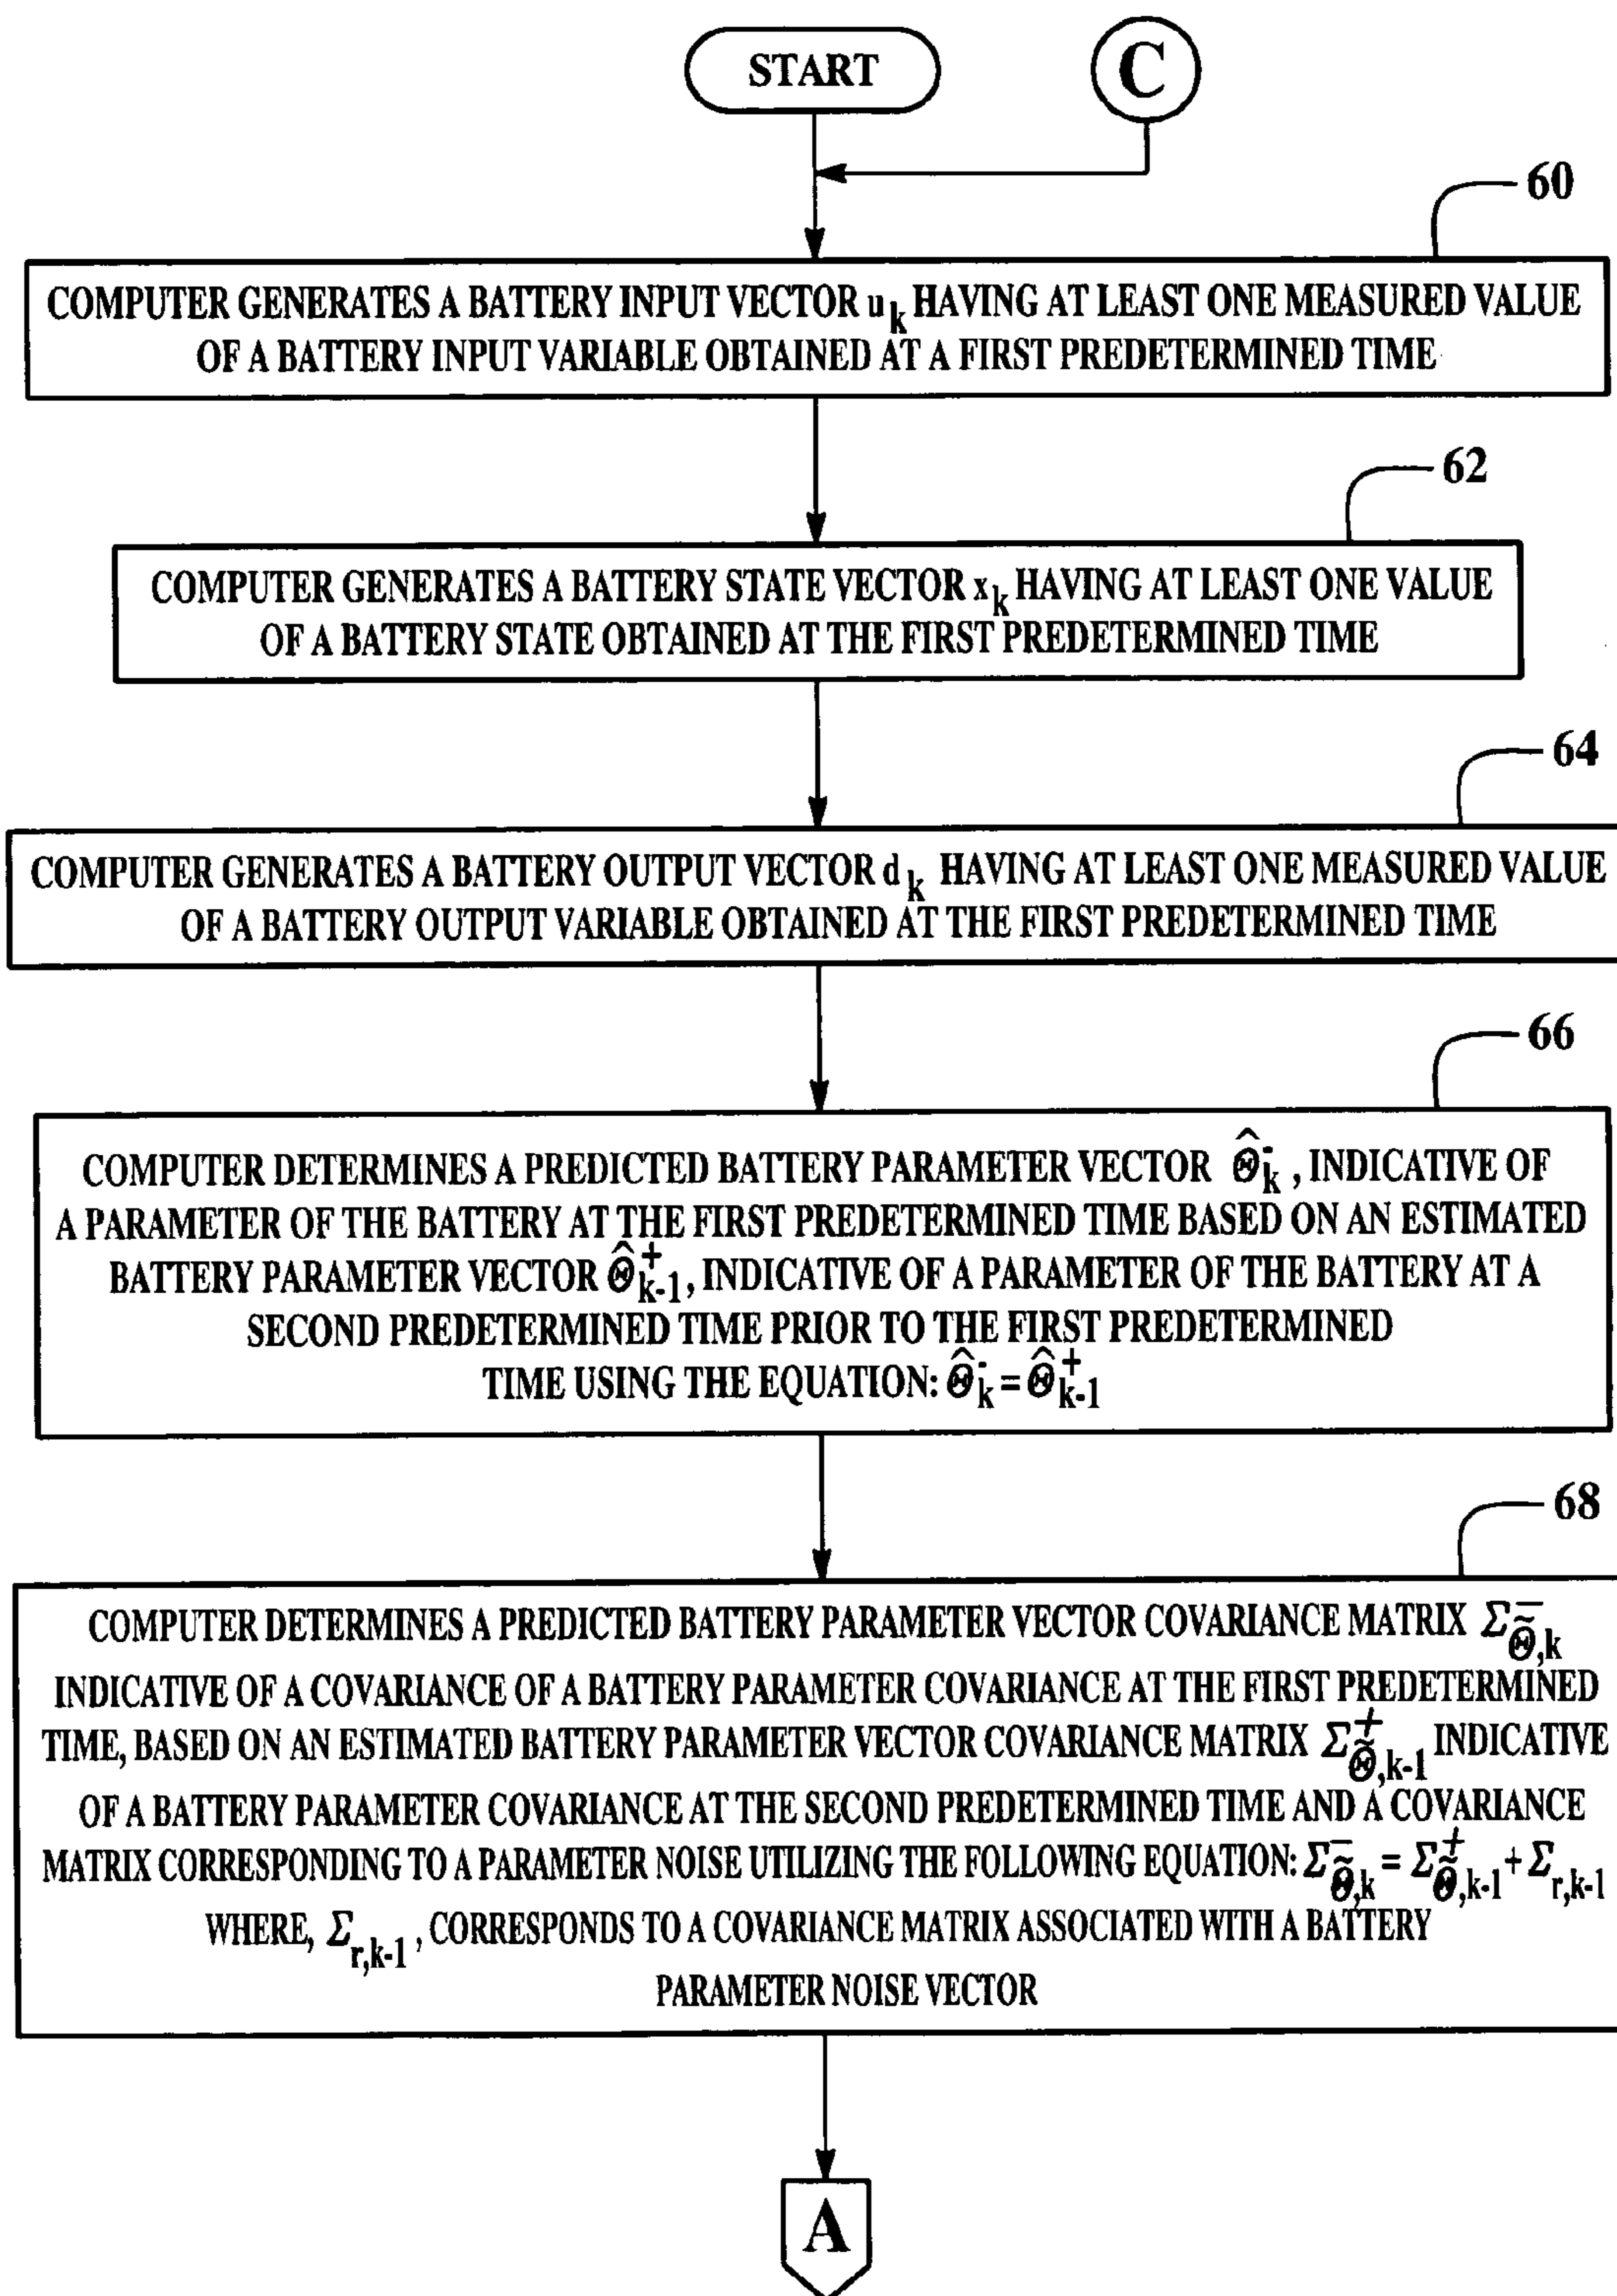 START
C
60
COMPUTER GENERATES A BATTERY INPUT VECTOR u_k HAVING AT LEAST ONE MEASURED VALUE
OF A BATTERY INPUT VARIABLE OBTAINED AT A FIRST PREDETERMINED TIME
62
COMPUTER GENERATES A BATTERY STATE VECTOR x_k HAVING AT LEAST ONE VALUE
OF A BATTERY STATE OBTAINED AT THE FIRST PREDETERMINED TIME
64
COMPUTER GENERATES A BATTERY OUTPUT VECTOR d_k HAVING AT LEAST ONE MEASURED VALUE
OF A BATTERY OUTPUT VARIABLE OBTAINED AT THE FIRST PREDETERMINED TIME
66
COMPUTER DETERMINES A PREDICTED BATTERY PARAMETER VECTOR Θ̂_k^-, INDICATIVE OF
A PARAMETER OF THE BATTERY AT THE FIRST PREDETERMINED TIME BASED ON AN ESTIMATED
BATTERY PARAMETER VECTOR Θ̂_{k-1}^+, INDICATIVE OF A PARAMETER OF THE BATTERY AT A
SECOND PREDETERMINED TIME PRIOR TO THE FIRST PREDETERMINED
TIME USING THE EQUATION: Θ̂_k^- = Θ̂_{k-1}^+
68
COMPUTER DETERMINES A PREDICTED BATTERY PARAMETER VECTOR COVARIANCE MATRIX Σ_{Θ̃,k}^-
INDICATIVE OF A COVARIANCE OF A BATTERY PARAMETER COVARIANCE AT THE FIRST PREDETERMINED
TIME, BASED ON AN ESTIMATED BATTERY PARAMETER VECTOR COVARIANCE MATRIX Σ_{Θ̃,k-1}^+ INDICATIVE
OF A BATTERY PARAMETER COVARIANCE AT THE SECOND PREDETERMINED TIME AND A COVARIANCE
MATRIX CORRESPONDING TO A PARAMETER NOISE UTILIZING THE FOLLOWING EQUATION: Σ_{Θ̃,k}^- = Σ_{Θ̃,k-1}^+ + Σ_{r,k-1}
WHERE, Σ_{r,k-1}, CORRESPONDS TO A COVARIANCE MATRIX ASSOCIATED WITH A BATTERY
PARAMETER NOISE VECTOR
A